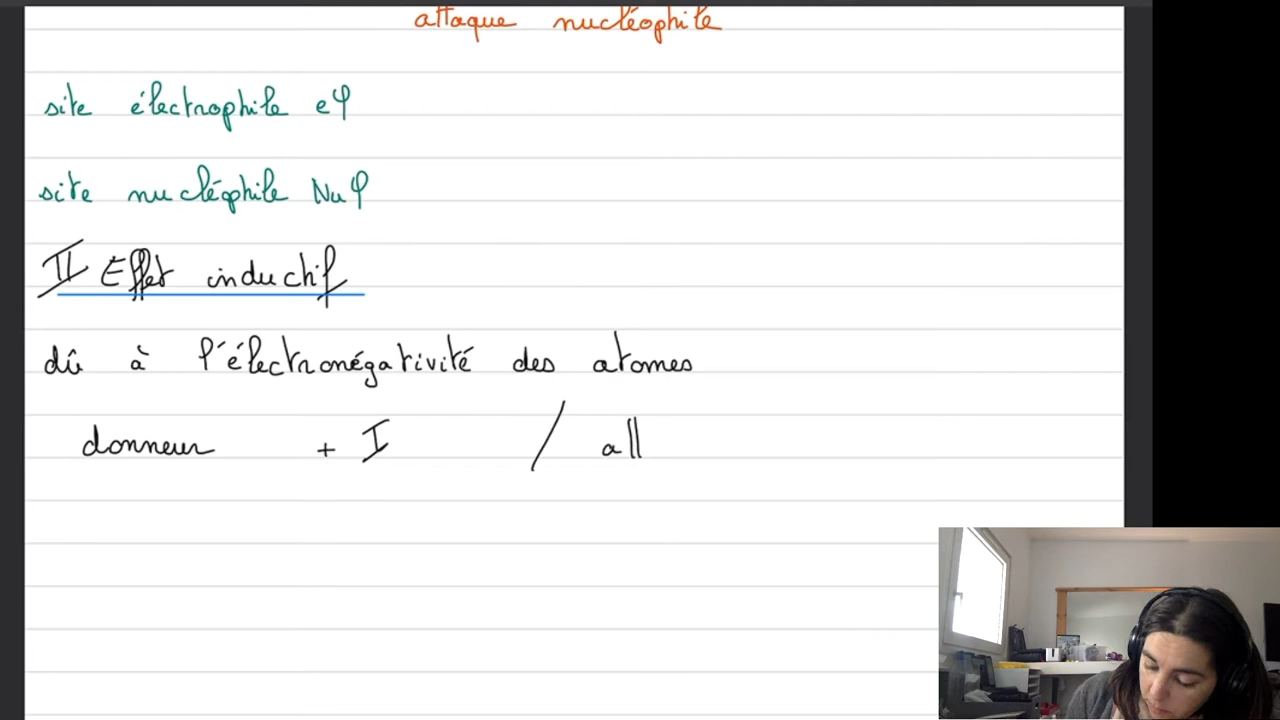 attaque nucléophile
site électrophile eφ
site nucléophile Nuφ
II Effet inductif
dû à l'électronégativité des atomes
donneur + I / all